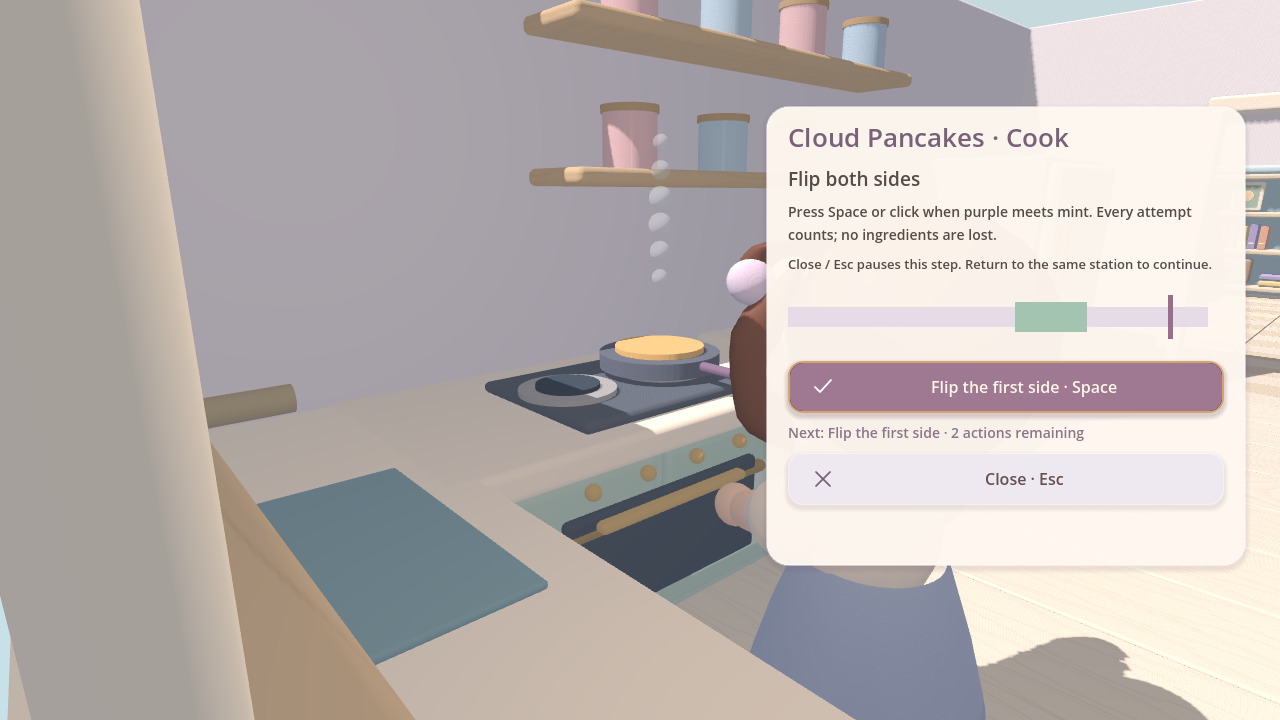 Cloud Pancakes · Cook
Flip both sides
Press Space or click when purple meets mint. Every attempt
counts; no ingredients are lost.
Close / Esc pauses this step. Return to the same station to continue.
Flip the first side · Space
Next: Flip the first side · 2 actions remaining
Close · Esc